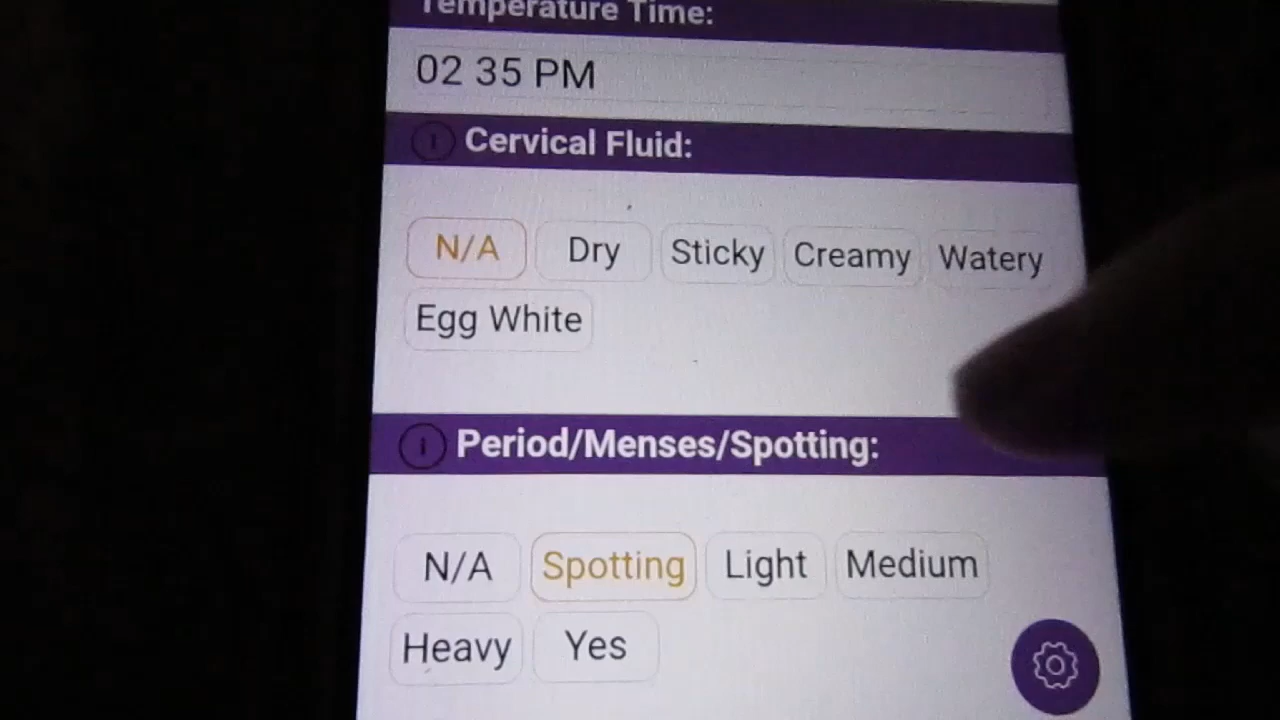 Temperature Time:
02 35 PM
Cervical Fluid:
N/A Dry Sticky Creamy Watery
Egg White
Period/Menses/Spotting:
N/A Spotting Light Medium
Heavy Yes